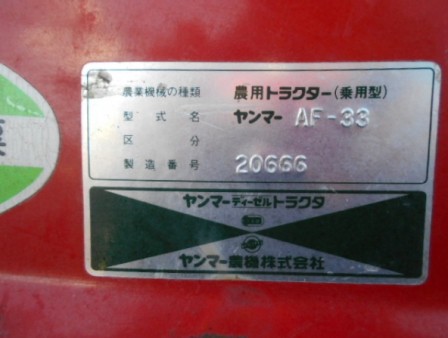 農業機械の種類 農用トラクター(乗用型)
型式名 ヤンマー AF-33
区分
製造番号 20666
ヤンマーディーゼルトラクタ
ヤンマー農機株式会社